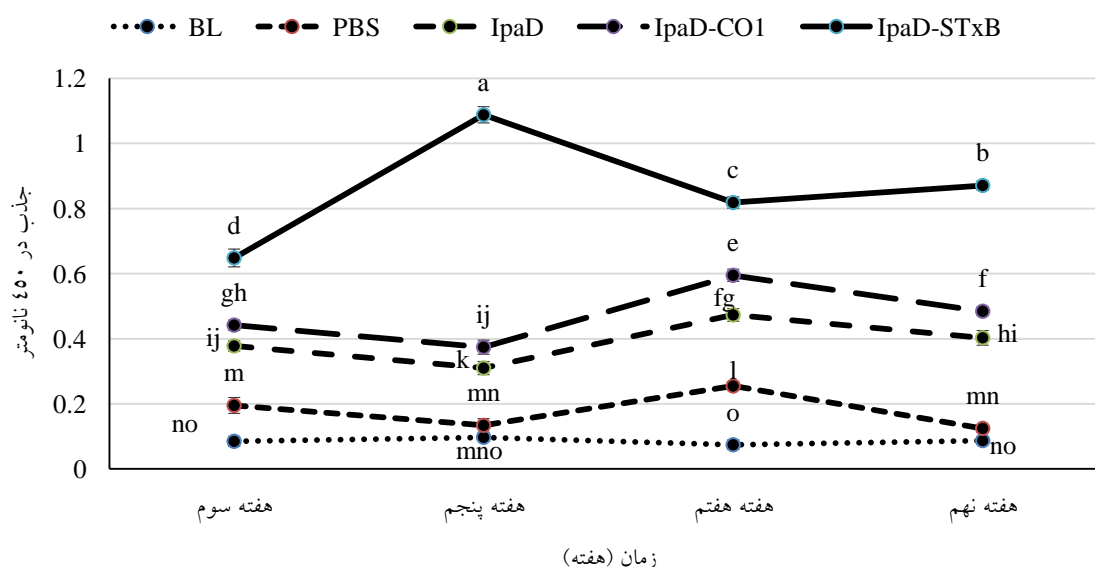 BL PBS IpaD IpaD-CO1 IpaD-STxB
1.2
1
0.8
0.6
0.4
0.2
0
جذب در ٤٥٠ نانومتر
a
b
c
d
e
f
gh
ij
fg
ij
hi
k
m
l
mn
mn
no
o
mno
no
هفته سوم هفته پنجم هفته هفتم هفته نهم
زمان (هفته)